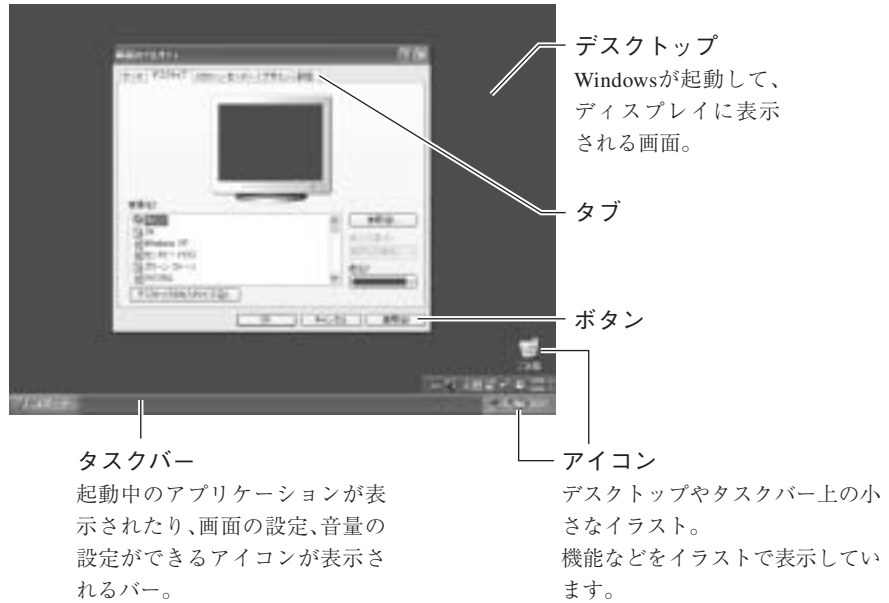 デスクトップ
Windowsが起動して、
ディスプレイに表示
される画面。
タブ
ボタン
タスクバー
起動中のアプリケーションが表
示されたり、画面の設定、音量の
設定ができるアイコンが表示さ
れるバー。
アイコン
デスクトップやタスクバー上の小
さなイラスト。
機能などをイラストで表示してい
ます。